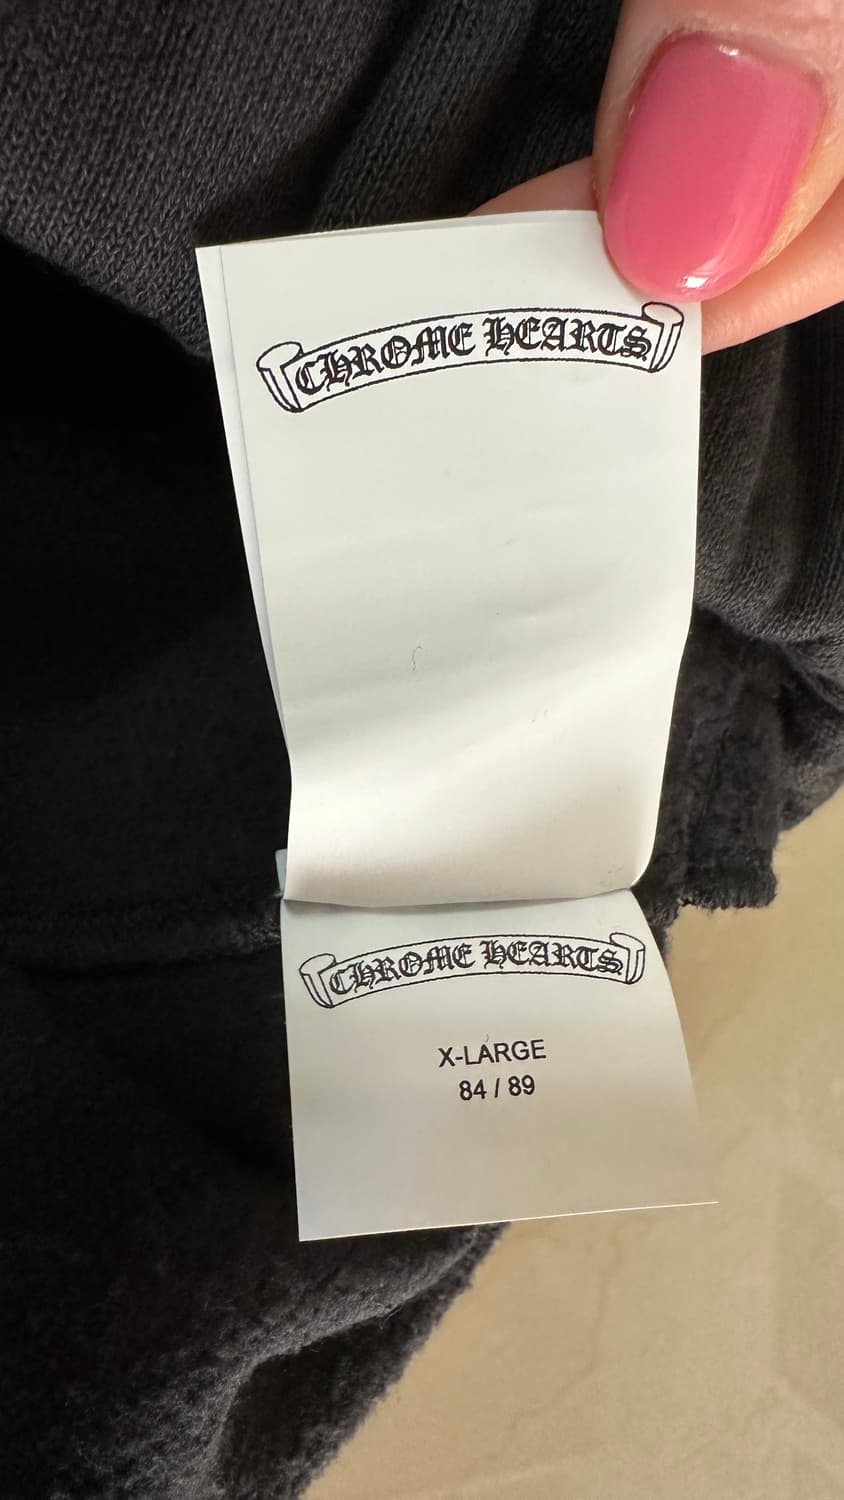 CHROME HEARTS
CHROME HEARTS
X-LARGE
84 / 89